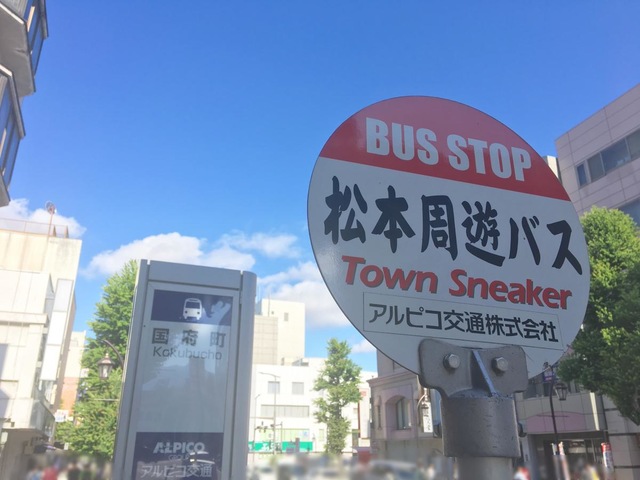 BUS STOP
松本周遊バス
Town Sneaker
アルピコ交通株式会社
国府町
Kokubucho
ALPICO
アルピコ交通